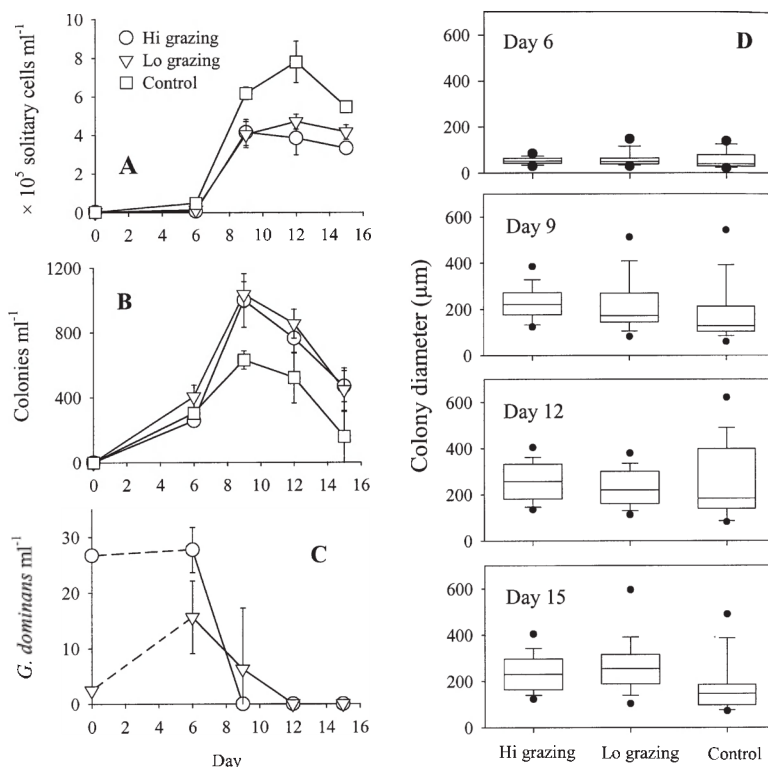 10
8
6
4
2
0
× 10⁵ solitary cells ml⁻¹
Hi grazing
Lo grazing
Control
A
0 2 4 6 8 10 12 14 16
1200
800
400
0
Colonies ml⁻¹
B
0 2 4 6 8 10 12 14 16
30
20
10
0
G. dominans ml⁻¹
C
0 2 4 6 8 10 12 14 16
Day
D
Colony diameter (μm)
Day 6
600
400
200
0
Day 9
600
400
200
0
Day 12
600
400
200
0
Day 15
600
400
200
0
Hi grazing Lo grazing Control